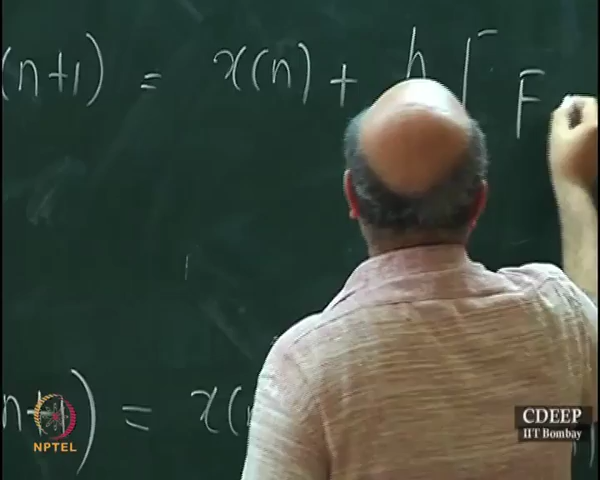 (n+1) = x(n) + h [ F
n+1) = x(
NPTEL
CDEEP
IIT Bombay